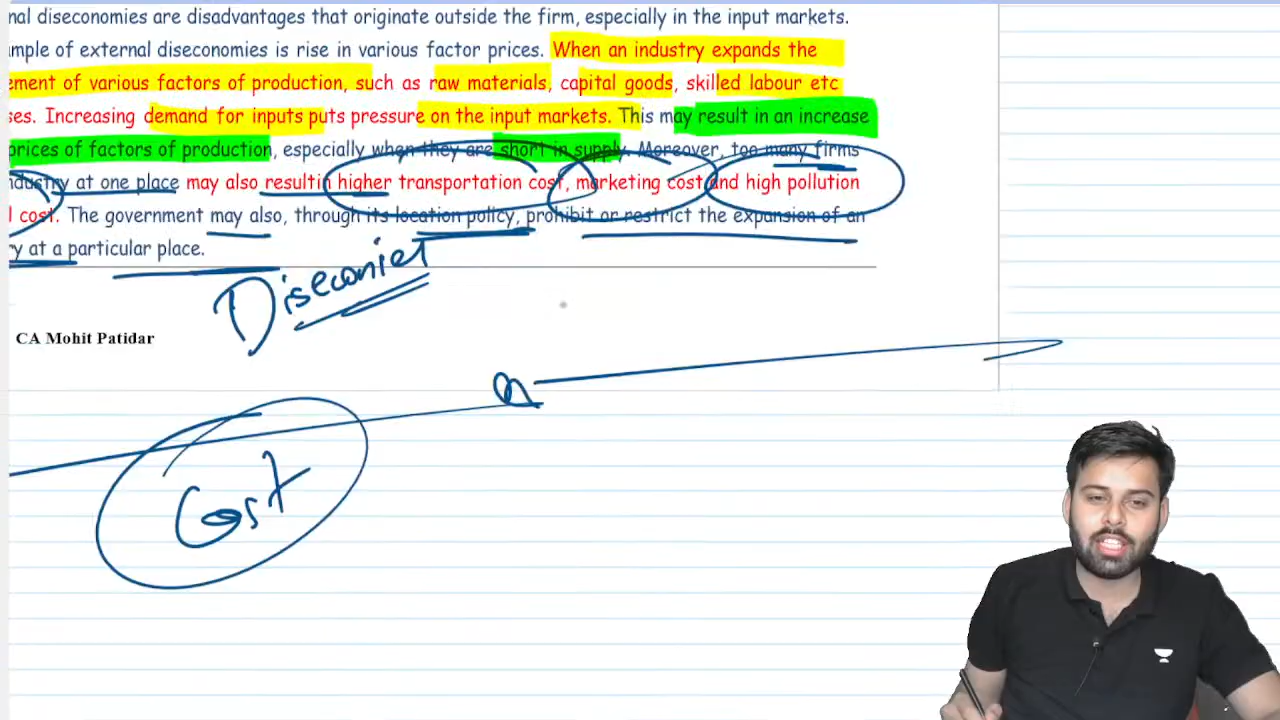 nal diseconomies are disadvantages that originate outside the firm, especially in the input markets.
mple of external diseconomies is rise in various factor prices. When an industry expands the
ement of various factors of production, such as raw materials, capital goods, skilled labour etc
ses. Increasing demand for inputs puts pressure on the input markets. This may result in an increase
prices of factors of production, especially when they are short in supply. Moreover, too many firms
ndustry at one place may also resultin higher transportation cost, marketing cost and high pollution
l cost. The government may also, through its location policy, prohibit or restrict the expansion of an
ry at a particular place.
Diseconies
CA Mohit Patidar
Cost